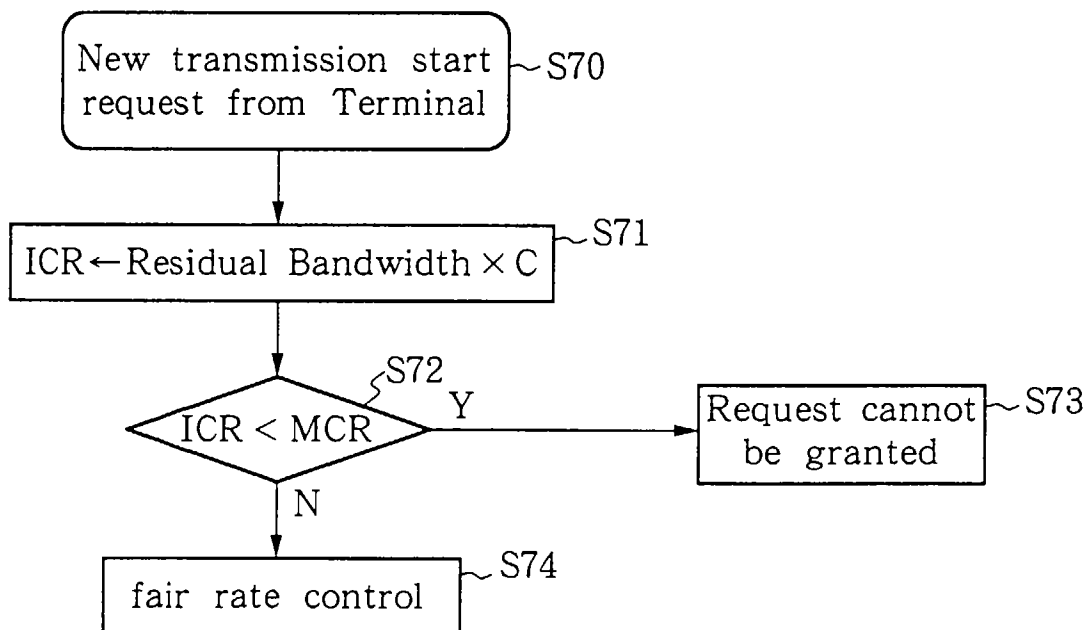 New transmission start
request from Terminal
S70
ICR←Residual Bandwidth × C
S71
S72
ICR < MCR
Y
Request cannot
be granted
S73
N
fair rate control
S74